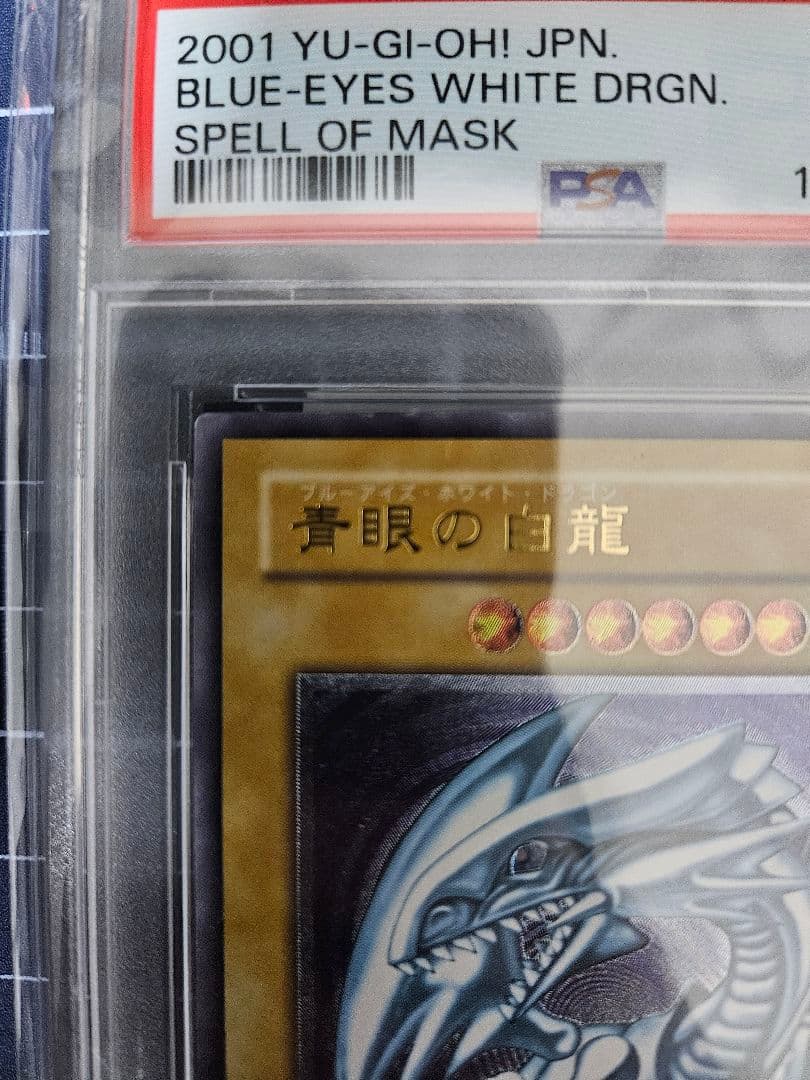 2001 YU-GI-OH! JPN.
BLUE-EYES WHITE DRGN.
SPELL OF MASK
PSA
1
ブルーアイズ・ホワイト・ドラゴン
青眼の白龍